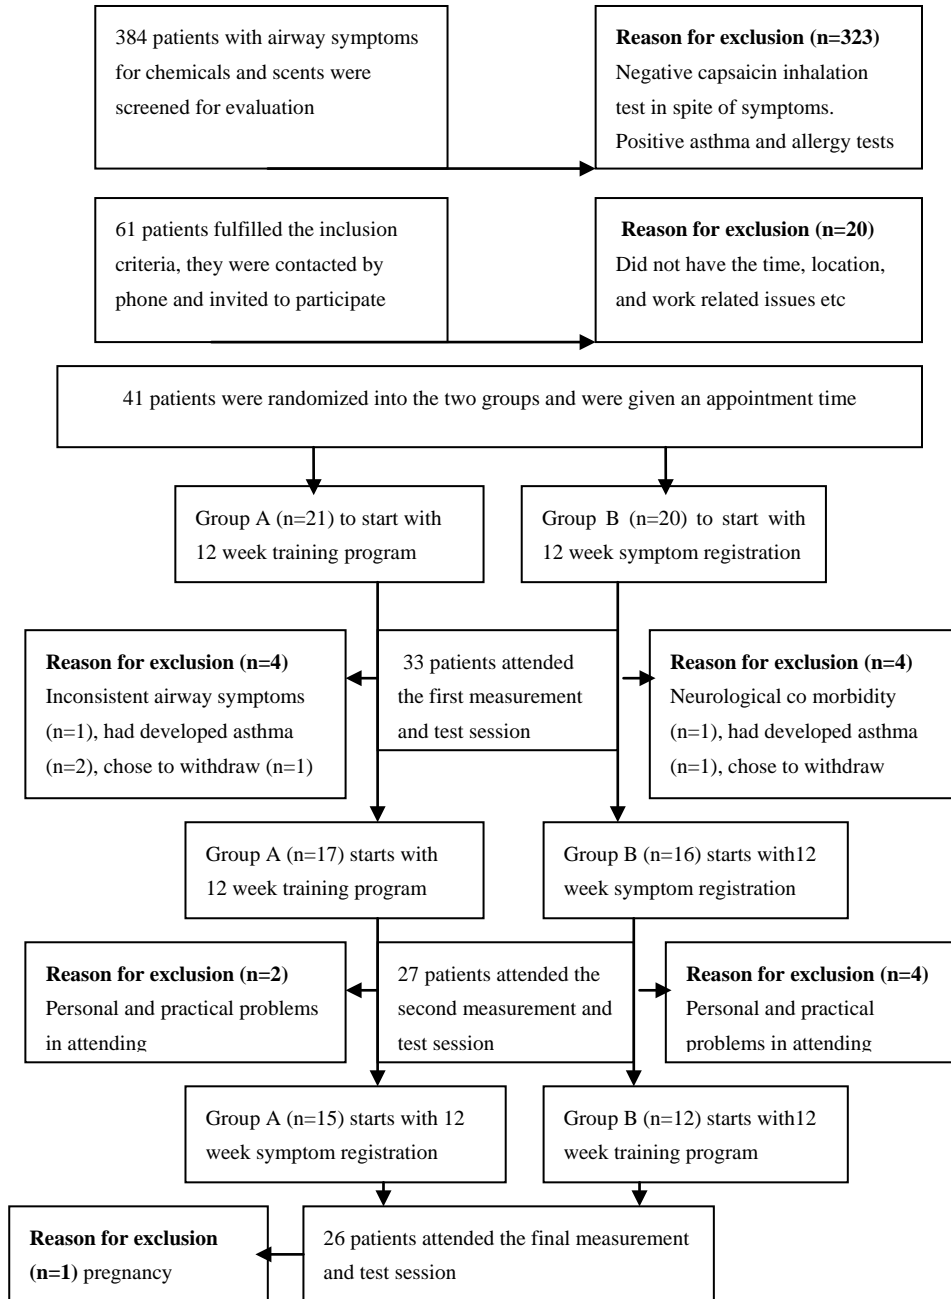 384 patients with airway symptoms
for chemicals and scents were
screened for evaluation
Reason for exclusion (n=323)
Negative capsaicin inhalation
test in spite of symptoms.
Positive asthma and allergy tests
61 patients fulfilled the inclusion
criteria, they were contacted by
phone and invited to participate
Reason for exclusion (n=20)
Did not have the time, location,
and work related issues etc
41 patients were randomized into the two groups and were given an appointment time
Group A (n=21) to start with
12 week training program
Group B (n=20) to start with
12 week symptom registration
Reason for exclusion (n=4)
Inconsistent airway symptoms
(n=1), had developed asthma
(n=2), chose to withdraw (n=1)
33 patients attended
the first measurement
and test session
Reason for exclusion (n=4)
Neurological co morbidity
(n=1), had developed asthma
(n=1), chose to withdraw
Group A (n=17) starts with
12 week training program
Group B (n=16) starts with12
week symptom registration
Reason for exclusion (n=2)
Personal and practical problems
in attending
27 patients attended the
second measurement and
test session
Reason for exclusion (n=4)
Personal and practical
problems in attending
Group A (n=15) starts with 12
week symptom registration
Group B (n=12) starts with12
week training program
Reason for exclusion
(n=1) pregnancy
26 patients attended the final measurement
and test session